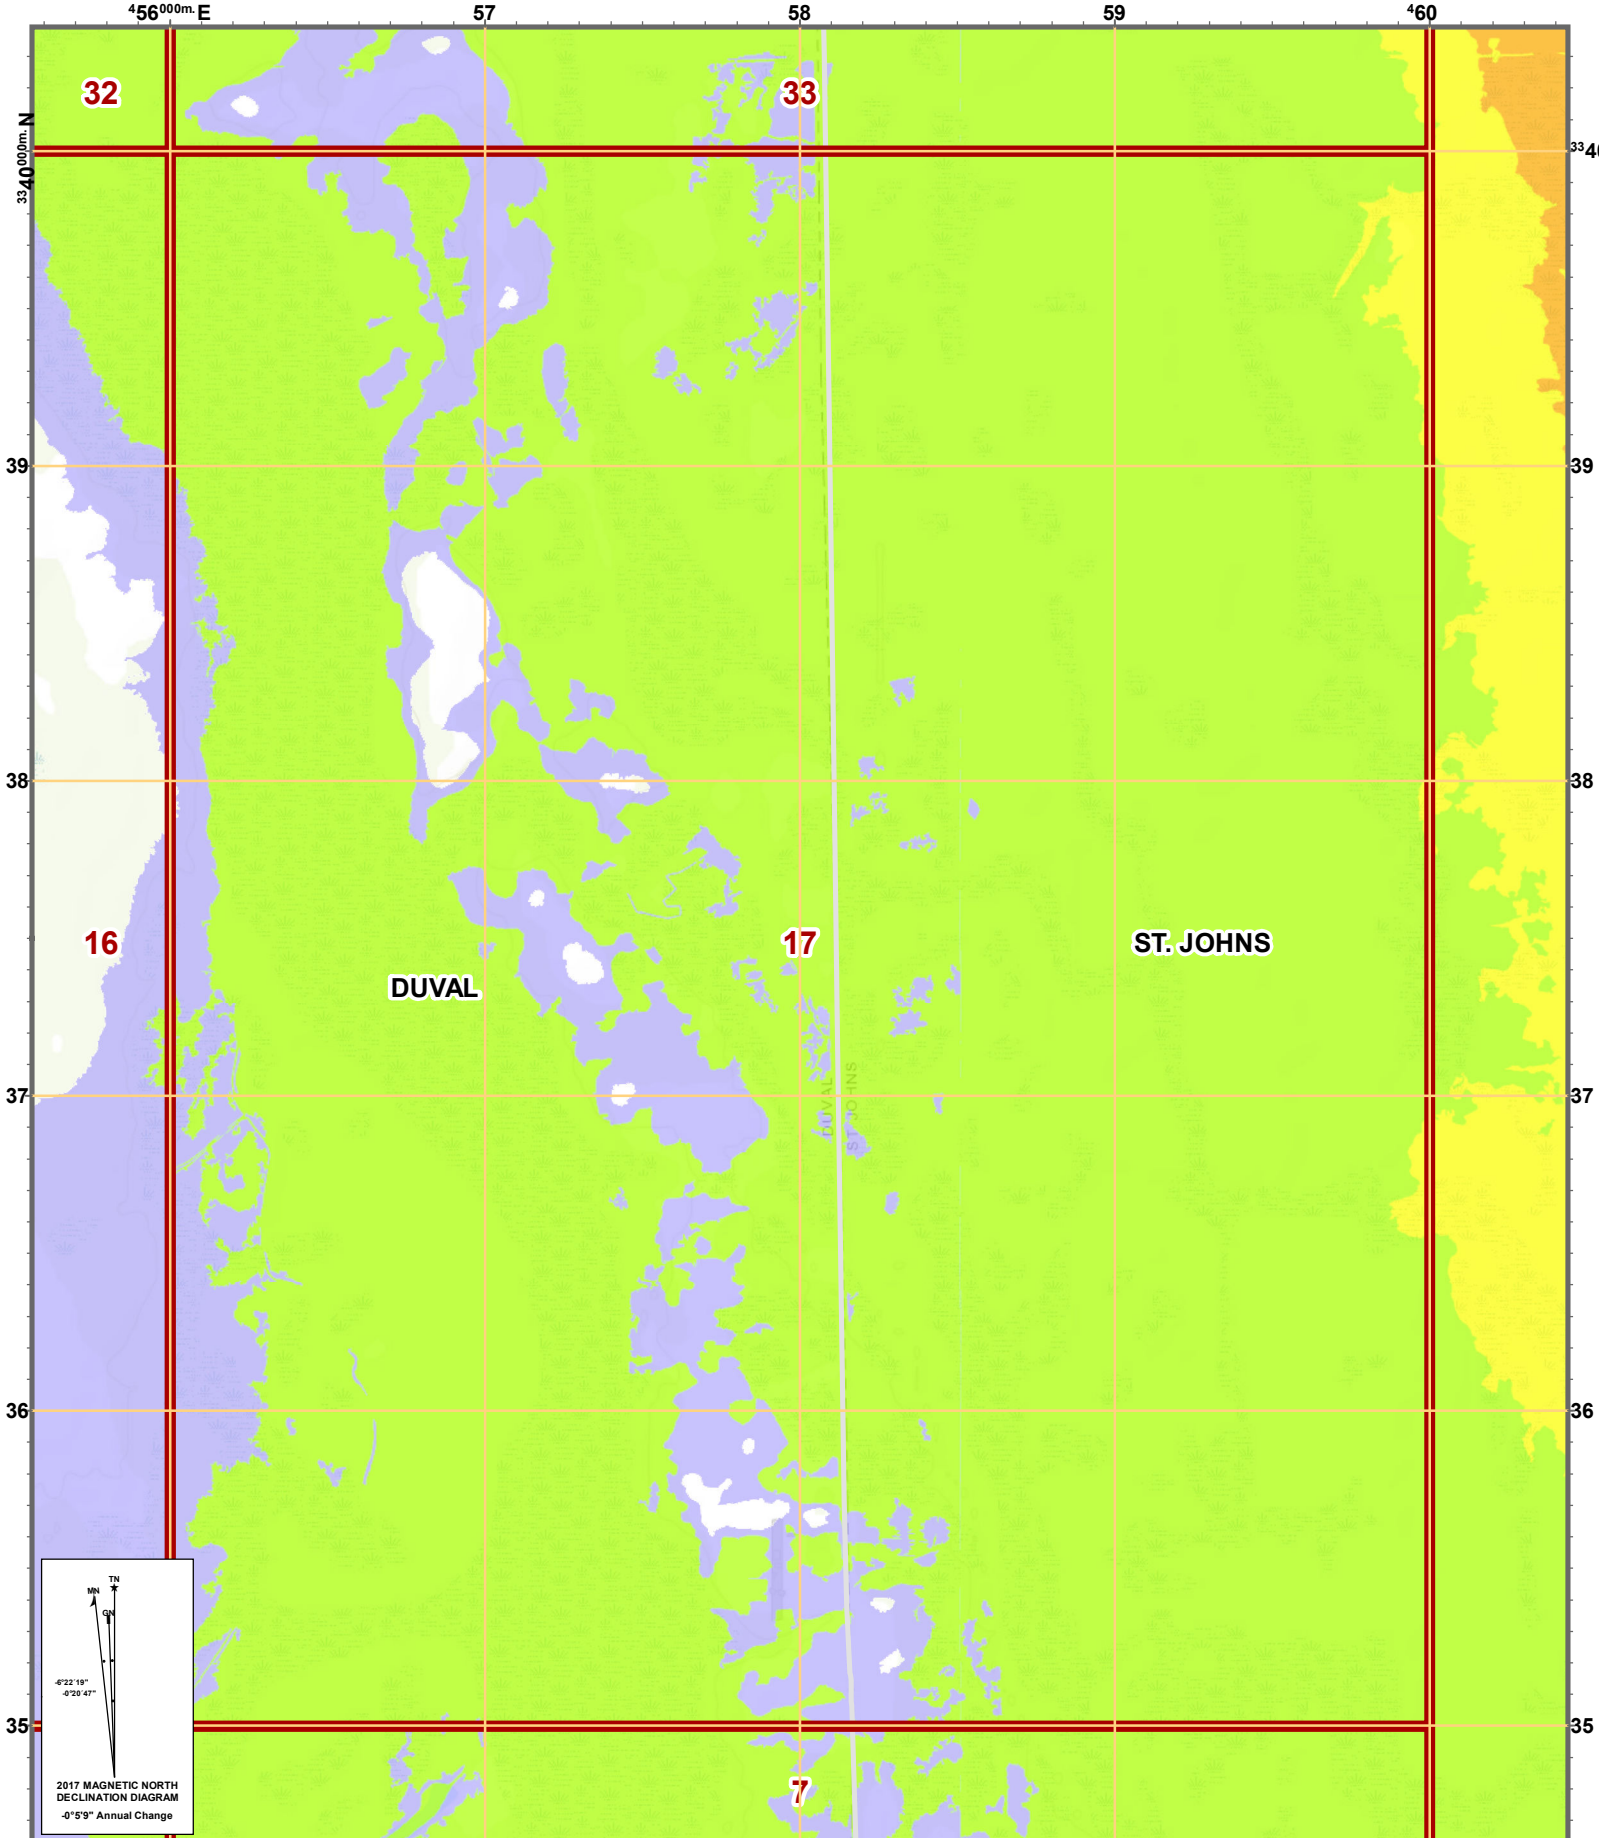 456000m. E
57
58
59
460
32
33
3340000m. N
3340
39
39
38
38
16
17
ST. JOHNS
DUVAL
37
DUVAL
ST. JOHNS
37
36
36
TN
MN
GN
-6°22'19"
-0°20'47"
35
35
2017 MAGNETIC NORTH
DECLINATION DIAGRAM
-0°5'9" Annual Change
7